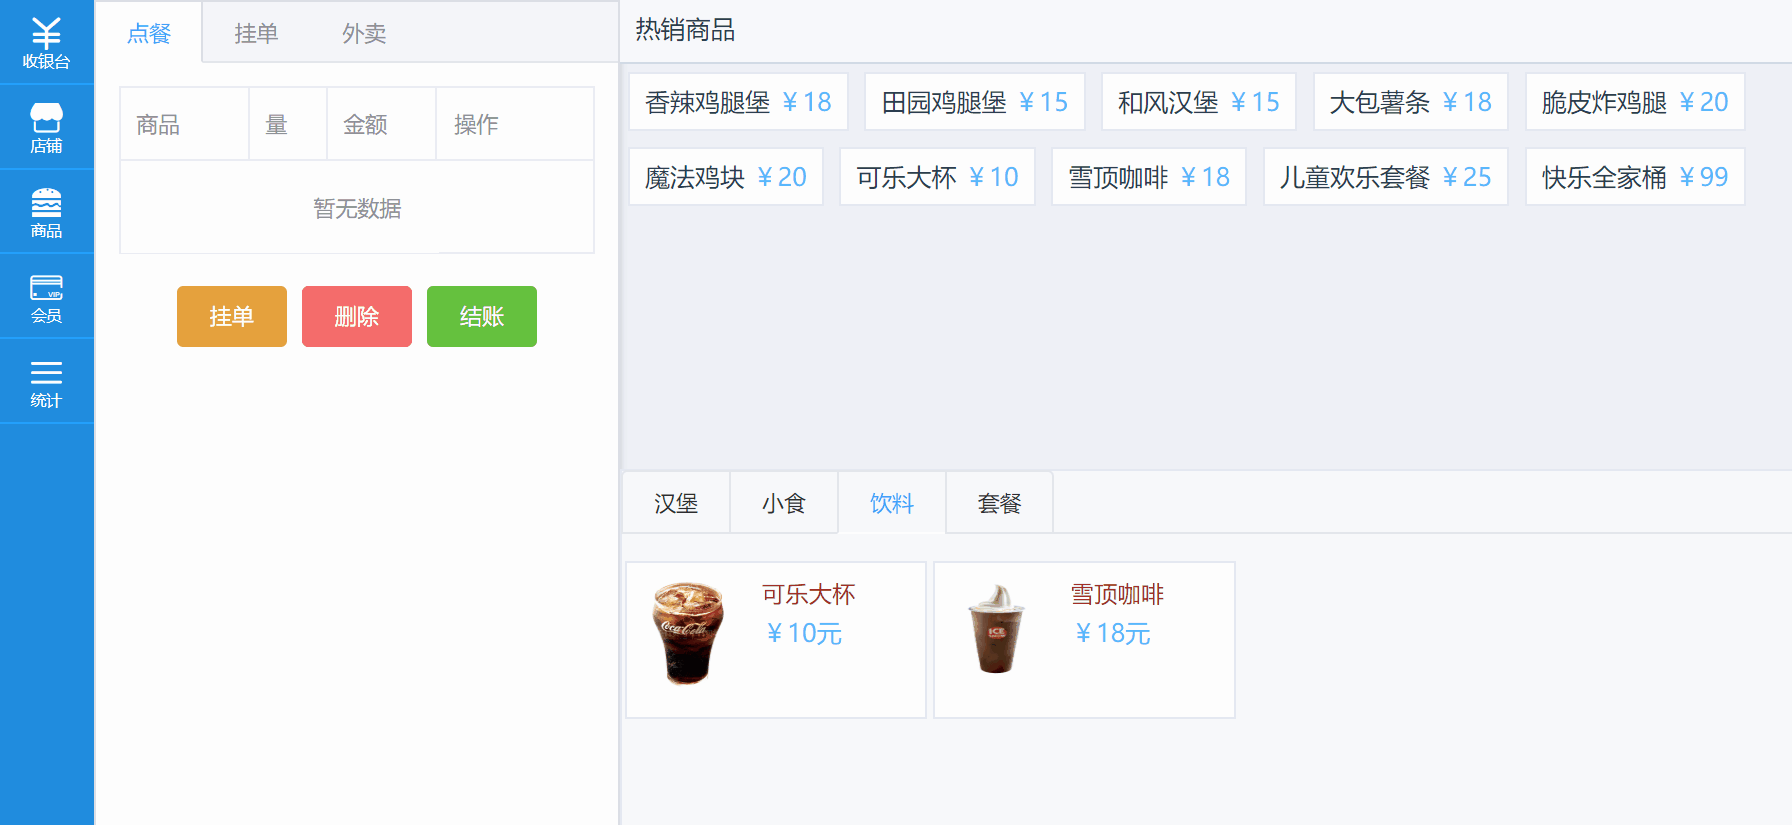 收银台
店铺
商品
VIP
会员
统计
点餐 挂单 外卖
商品 量 金额 操作
暂无数据
挂单 删除 结账
热销商品
香辣鸡腿堡 ¥ 18 田园鸡腿堡 ¥ 15 和风汉堡 ¥ 15 大包薯条 ¥ 18 脆皮炸鸡腿 ¥ 20
魔法鸡块 ¥ 20 可乐大杯 ¥ 10 雪顶咖啡 ¥ 18 儿童欢乐套餐 ¥ 25 快乐全家桶 ¥ 99
汉堡 小食 饮料 套餐
可乐大杯
¥ 10元
Coca-Cola
雪顶咖啡
¥ 18元
ICE